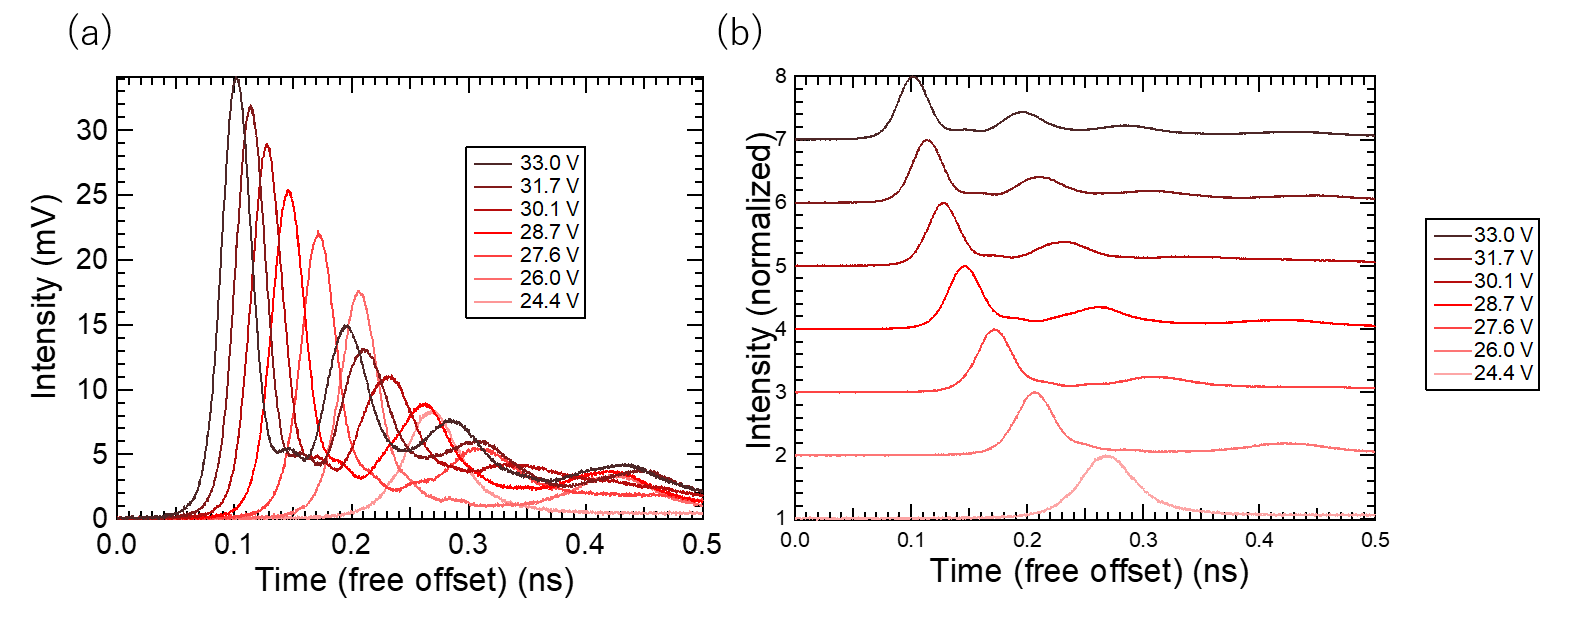 (a)
Intensity (mV)
30
25
20
15
10
5
0
0.0 0.1 0.2 0.3 0.4 0.5
Time (free offset) (ns)
33.0 V
31.7 V
30.1 V
28.7 V
27.6 V
26.0 V
24.4 V
(b)
Intensity (normalized)
8
7
6
5
4
3
2
1
0.0 0.1 0.2 0.3 0.4 0.5
Time (free offset) (ns)
33.0 V
31.7 V
30.1 V
28.7 V
27.6 V
26.0 V
24.4 V